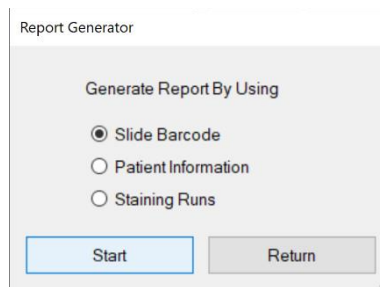 Report Generator
Generate Report By Using
Slide Barcode
Patient Information
Staining Runs
Start
Return